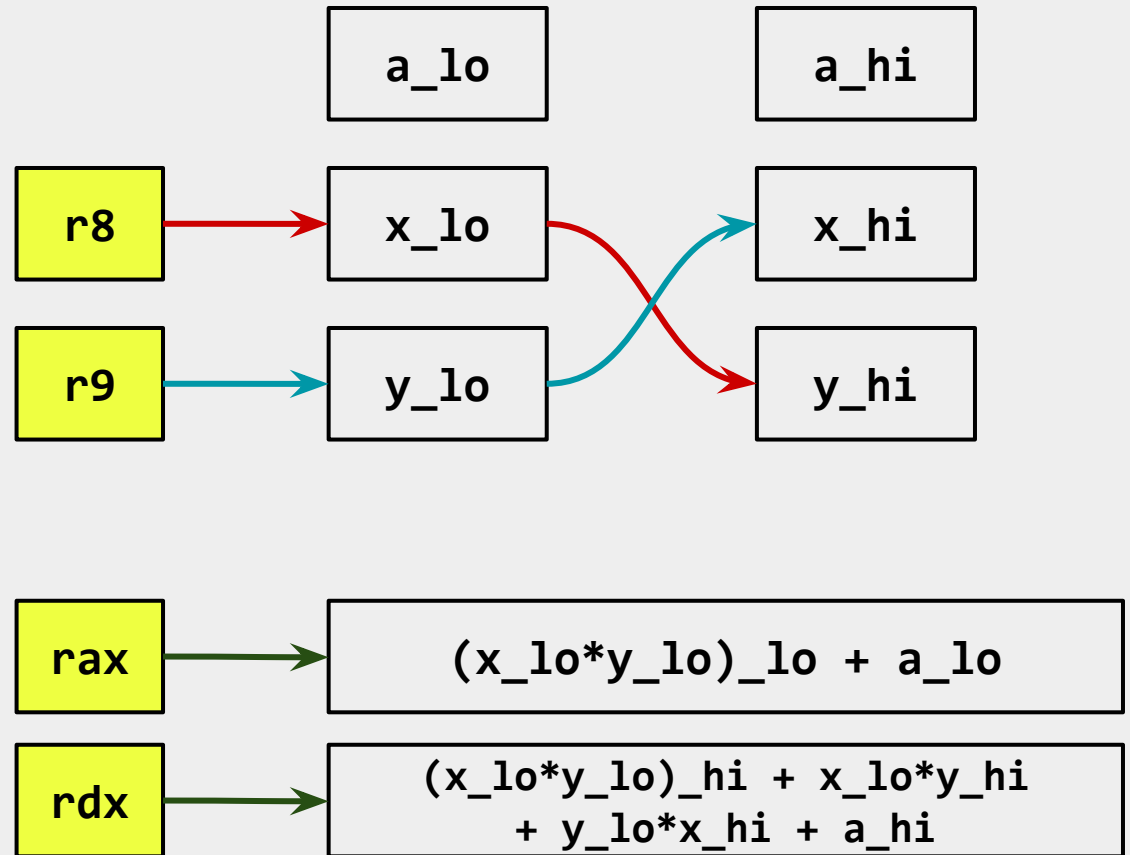 a_lo a_hi
r8 x_lo x_hi
r9 y_lo y_hi
rax (x_lo*y_lo)_lo + a_lo
rdx (x_lo*y_lo)_hi + x_lo*y_hi
+ y_lo*x_hi + a_hi